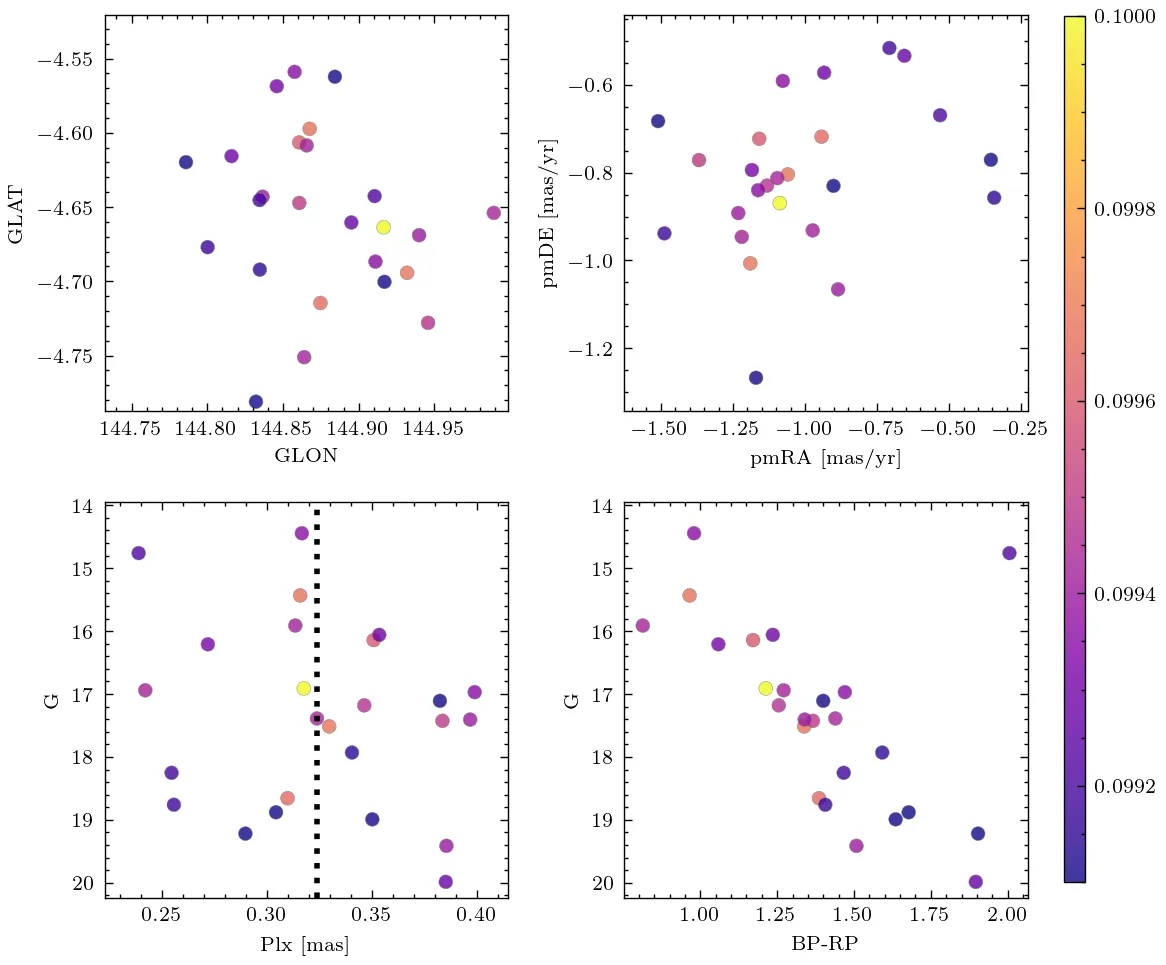 −4.55
−4.60
−4.65
−4.70
−4.75
GLAT
144.75 144.80 144.85 144.90 144.95
GLON
−0.6
−0.8
−1.0
−1.2
pmDE [mas/yr]
−1.50 −1.25 −1.00 −0.75 −0.50 −0.25
pmRA [mas/yr]
14
15
16
17
18
19
20
G
0.25 0.30 0.35 0.40
Plx [mas]
14
15
16
17
18
19
20
G
1.00 1.25 1.50 1.75 2.00
BP-RP
0.1000
0.0998
0.0996
0.0994
0.0992